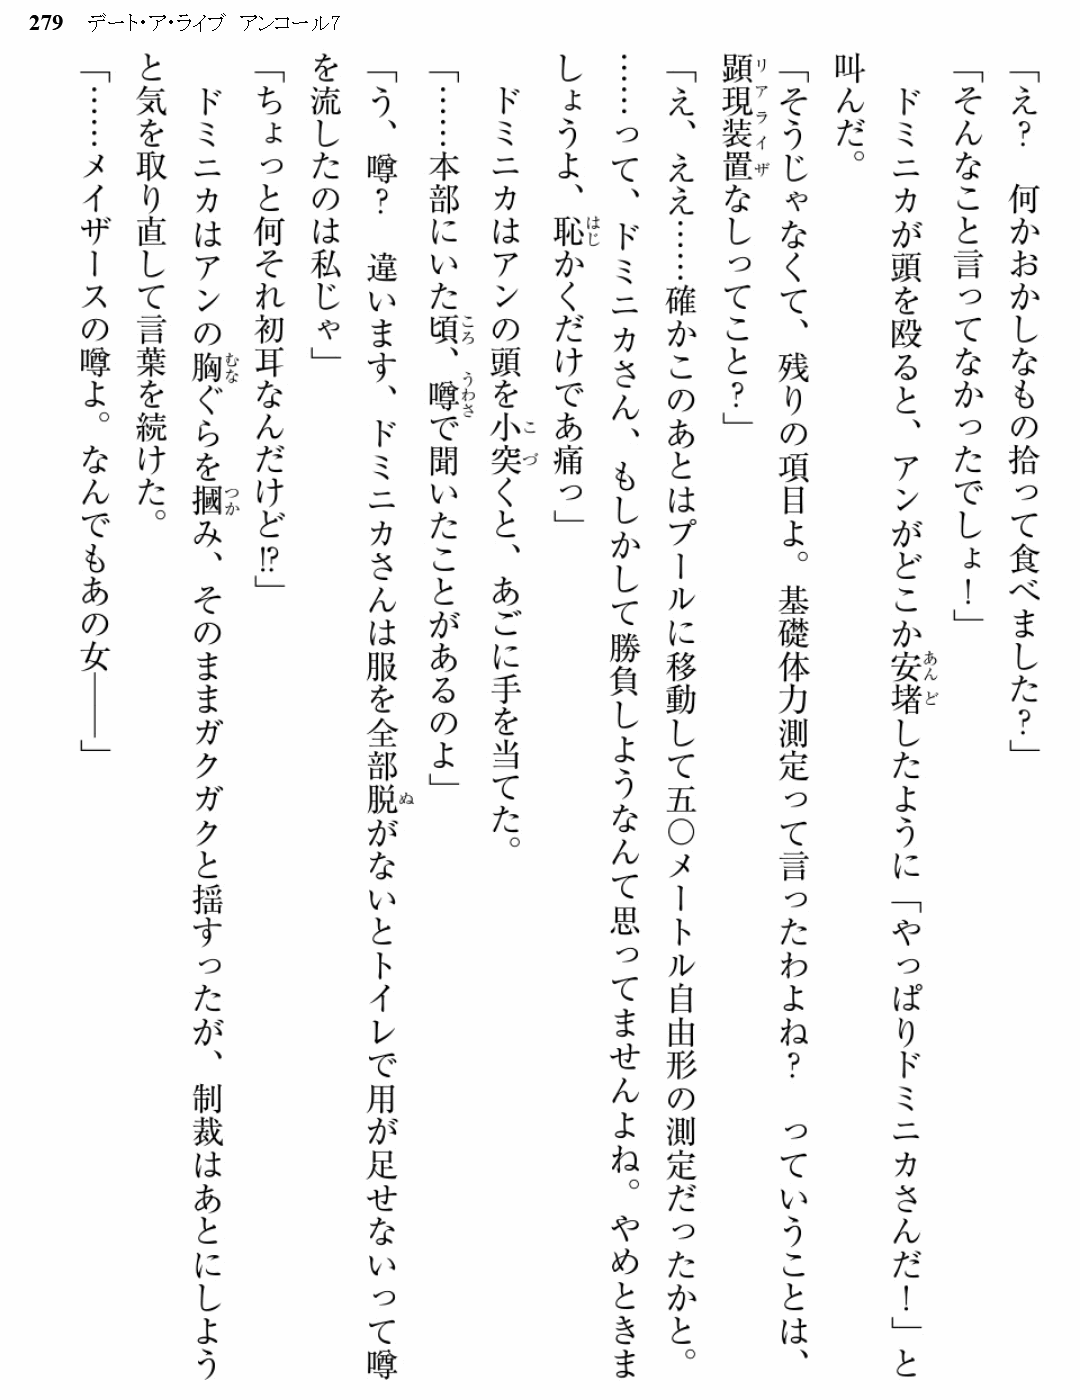 279 デート・ア・ライブ アンコール7
「え？　何かおかしなもの拾って食べました？」
「そんなこと言ってなかったでしょ！」
　ドミニカが頭を殴ると、アンがどこか安堵したように「やっぱりドミニカさんだ！」と
叫んだ。
「そうじゃなくて、残りの項目よ。基礎体力測定って言ったわよね？　っていうことは、
顕現装置なしってこと？」
「え、ええ……確かこのあとはプールに移動して五〇メートル自由形の測定だったかと。
……って、ドミニカさん、もしかして勝負しようなんて思ってませんよね。やめときま
しょうよ、恥かくだけであ痛っ」
　ドミニカはアンの頭を小突くと、あごに手を当てた。
「……本部にいた頃、噂で聞いたことがあるのよ」
「う、噂？　違います、ドミニカさんは服を全部脱がないとトイレで用が足せないって噂
を流したのは私じゃ」
「ちょっと何それ初耳なんだけど!?」
　ドミニカはアンの胸ぐらを摑み、そのままガクガクと揺すったが、制裁はあとにしよう
と気を取り直して言葉を続けた。
「……メイザースの噂よ。なんでもあの女――」